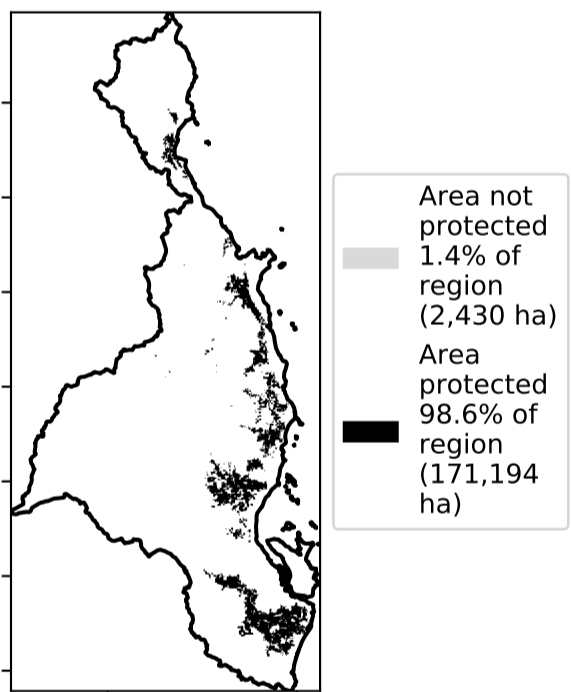 Area not
protected
1.4% of
region
(2,430 ha)
Area
protected
98.6% of
region
(171,194
ha)